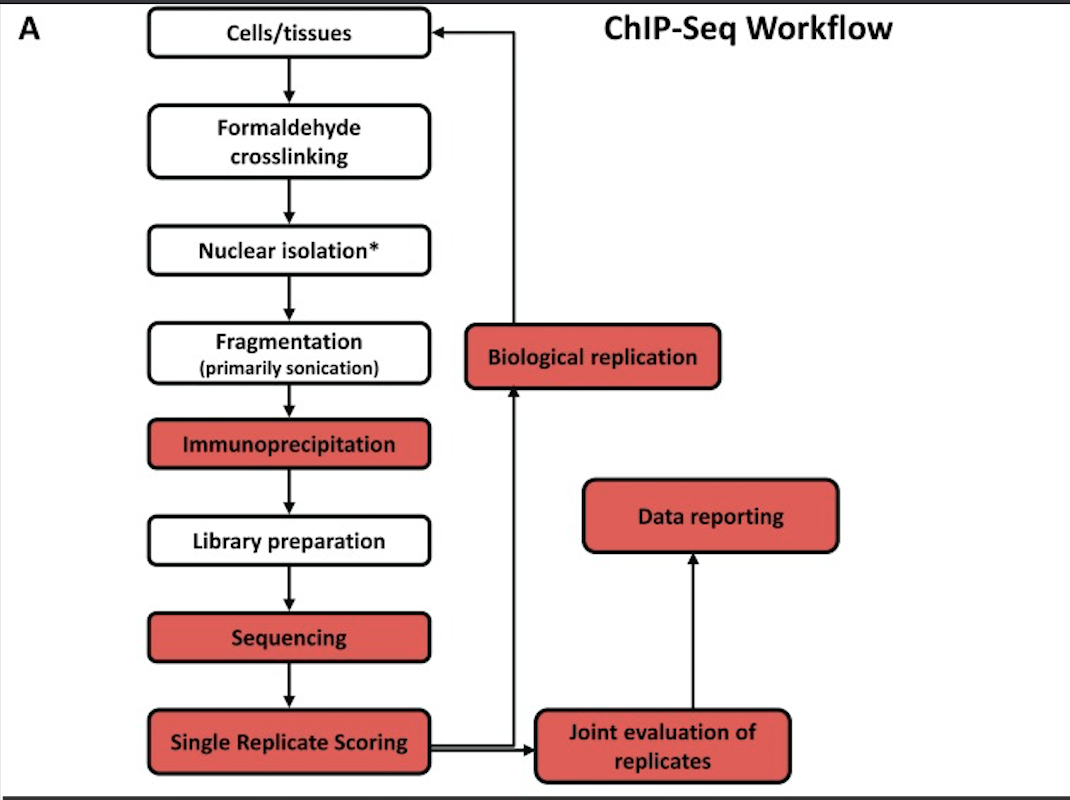 A
ChIP-Seq Workflow
Cells/tissues
Formaldehyde
crosslinking
Nuclear isolation*
Fragmentation
(primarily sonication)
Immunoprecipitation
Library preparation
Sequencing
Single Replicate Scoring
Biological replication
Joint evaluation of
replicates
Data reporting